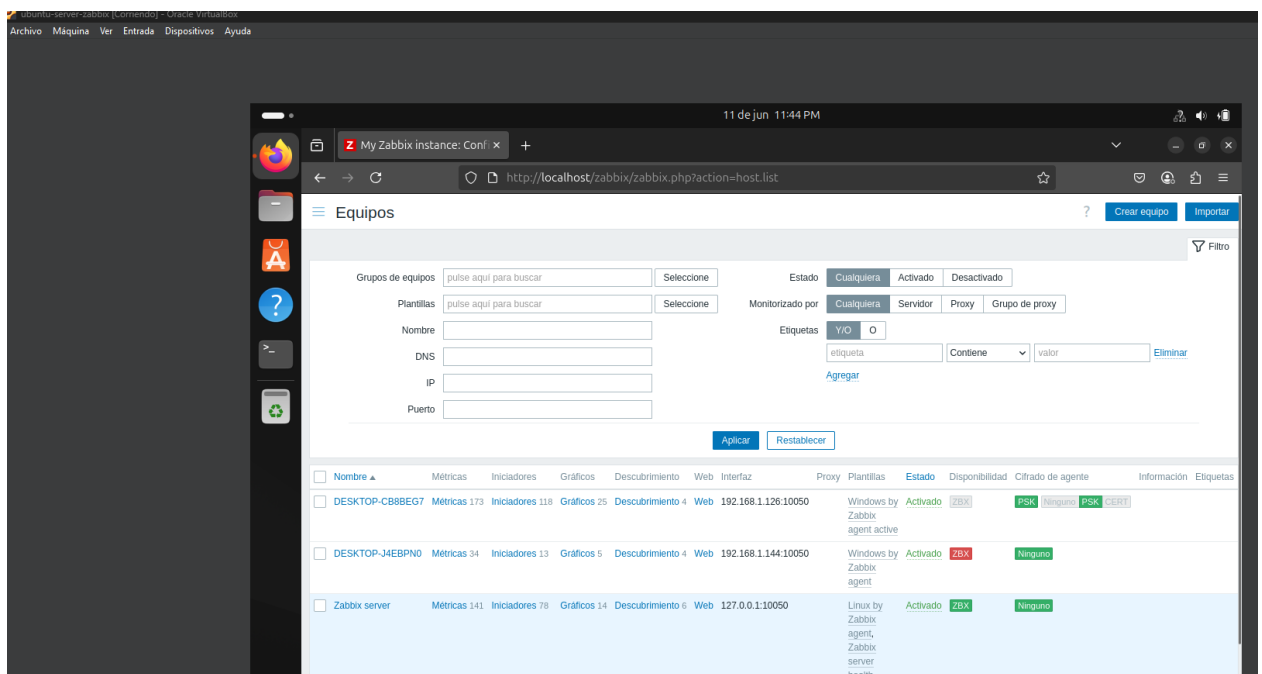 ubuntu-server-zabbix [Corriendo] - Oracle VirtualBox
Archivo Máquina Ver Entrada Dispositivos Ayuda
11 de jun 11:44 PM
Z My Zabbix instance: Conf
http://localhost/zabbix/zabbix.php?action=host.list
Equipos ? Crear equipo Importar
Filtro
Grupos de equipos pulse aquí para buscar Seleccione Estado Cualquiera Activado Desactivado
Plantillas pulse aquí para buscar Seleccione Monitorizado por Cualquiera Servidor Proxy Grupo de proxy
Nombre Etiquetas Y/O O
DNS etiqueta Contiene valor Eliminar
IP Agregar
Puerto
Aplicar Restablecer
Nombre Métricas Iniciadores Gráficos Descubrimiento Web Interfaz Proxy Plantillas Estado Disponibilidad Cifrado de agente Información Etiquetas
DESKTOP-CB8BEG7 Métricas 173 Iniciadores 118 Gráficos 25 Descubrimiento 4 Web 192.168.1.126:10050 Windows by Activado ZBX PSK Ninguno PSK CERT
Zabbix
agent active
DESKTOP-J4EBPN0 Métricas 34 Iniciadores 13 Gráficos 5 Descubrimiento 4 Web 192.168.1.144:10050 Windows by Activado ZBX Ninguno
Zabbix
agent
Zabbix server Métricas 141 Iniciadores 78 Gráficos 14 Descubrimiento 6 Web 127.0.0.1:10050 Linux by Activado ZBX Ninguno
Zabbix
agent,
Zabbix
server